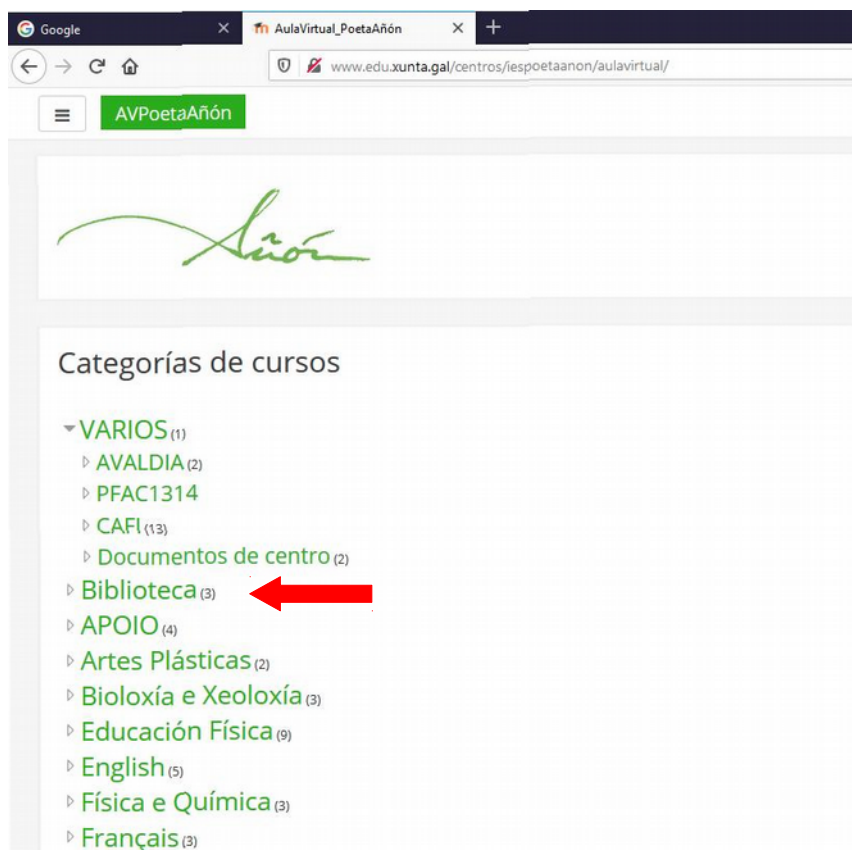 Google
AulaVirtual_PoetaAñón
www.edu.xunta.gal/centros/iespoetaanon/aulavirtual/
AVPoetaAñón
Añón
Categorías de cursos
VARIOS (1)
AVALDIA (2)
PFAC1314
CAFI (13)
Documentos de centro (2)
Biblioteca (3)
APOIO (4)
Artes Plásticas (2)
Bioloxía e Xeoloxía (3)
Educación Física (9)
English (5)
Física e Química (3)
Français (3)